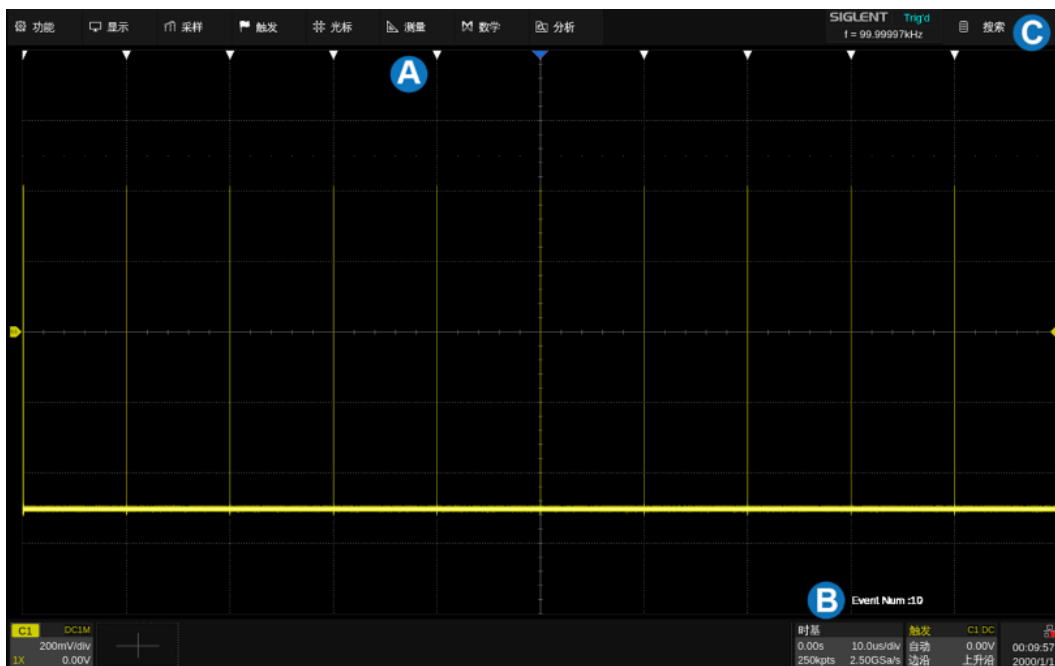 功能 显示 采样 触发 光标 测量 数学 分析 SIGLENT Trig'd 搜索 C
f = 99.99997kHz
A
B Event Num :10
C1 DC1M 时基 触发 C1 DC
200mV/div 0.00s 10.0us/div 自动 0.00V 00:09:57
1X 0.00V 250kpts 2.50GSa/s 边沿 上升沿 2000/1/1